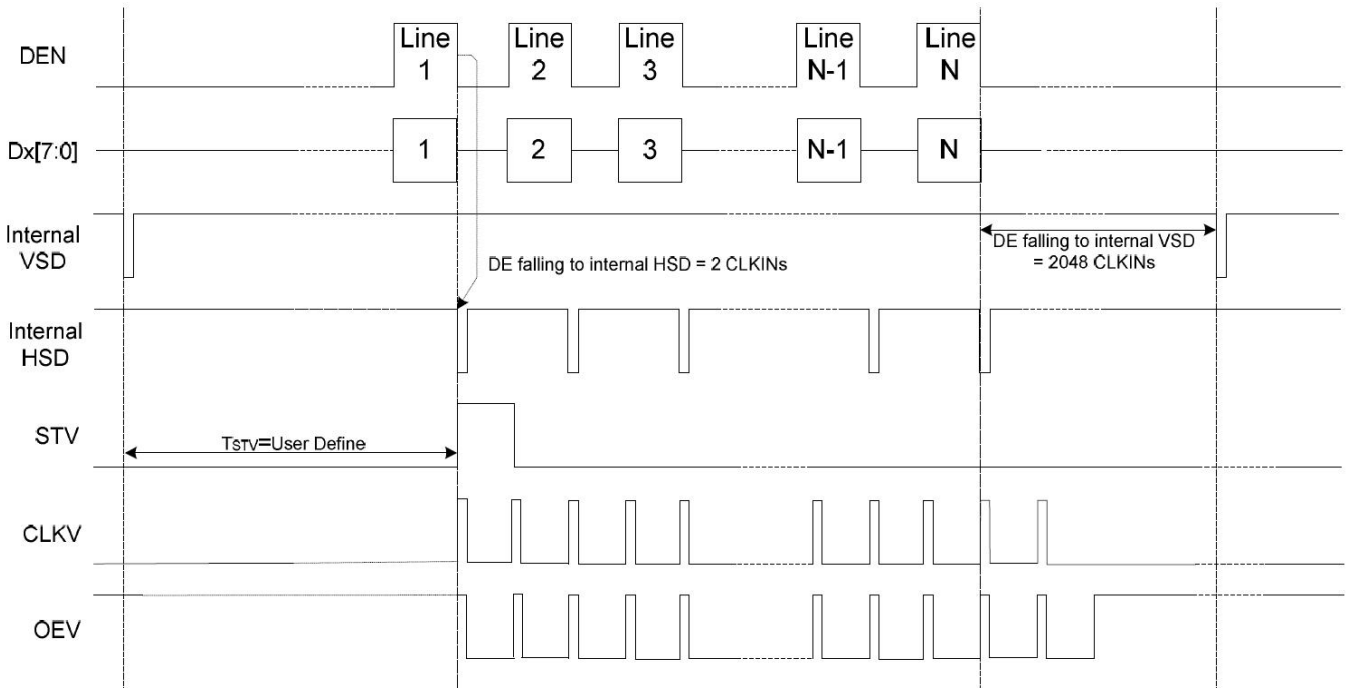 DEN
Line 1
Line 2
Line 3
Line N-1
Line N
Dx[7:0]
1
2
3
N-1
N
Internal VSD
DE falling to internal HSD = 2 CLKINs
DE falling to internal VSD = 2048 CLKINs
Internal HSD
STV
TSTV=User Define
CLKV
OEV